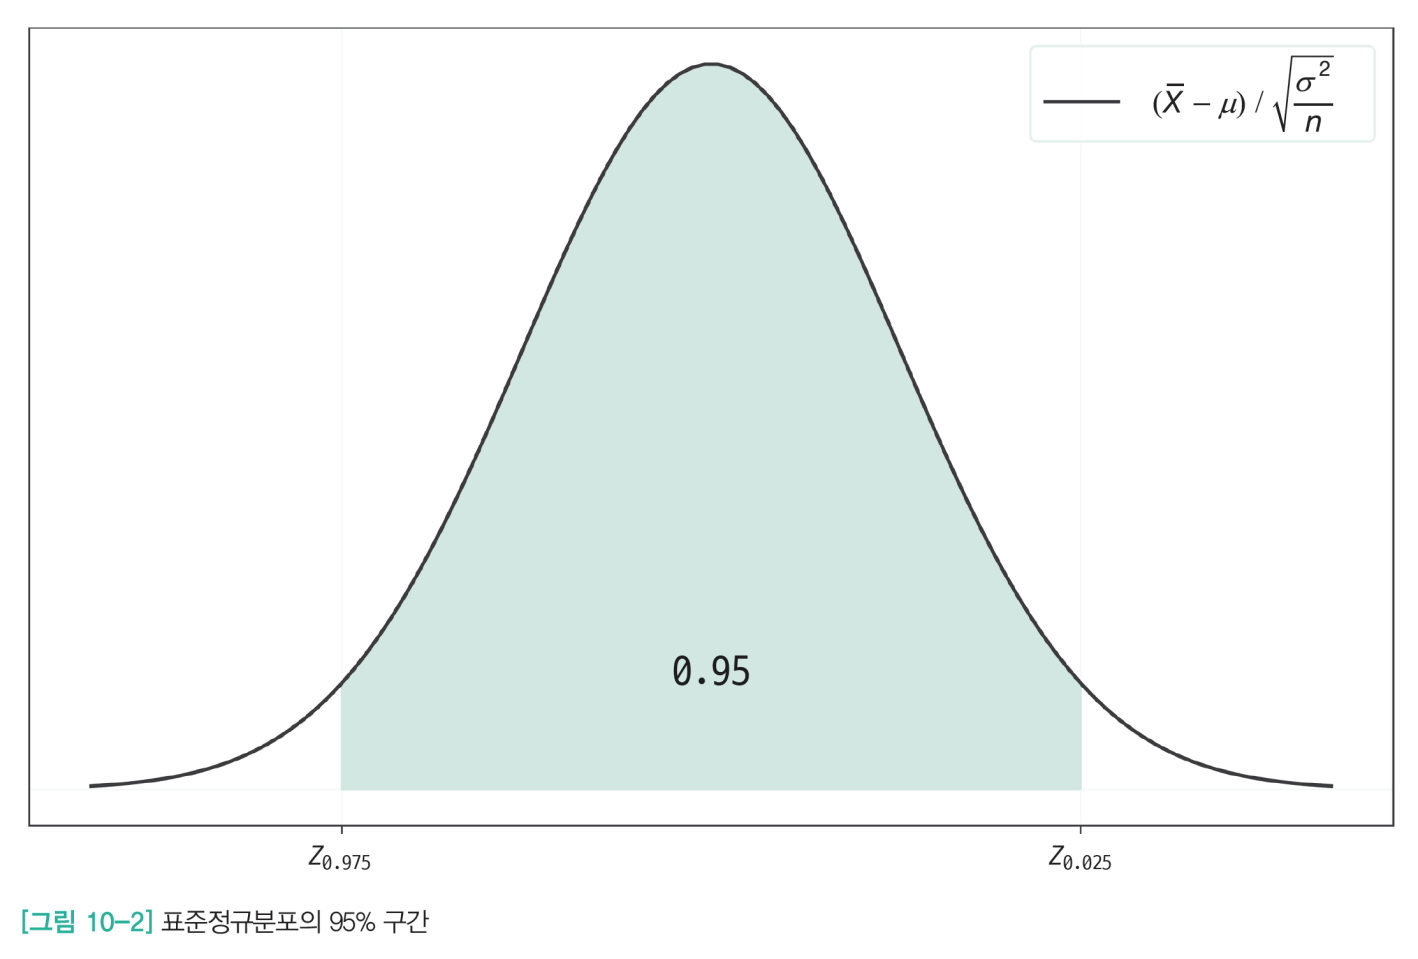 (X̄ − μ) / √(σ²/n)
0.95
Z₀.₉₇₅ Z₀.₀₂₅
[그림 10-2] 표준정규분포의 95% 구간